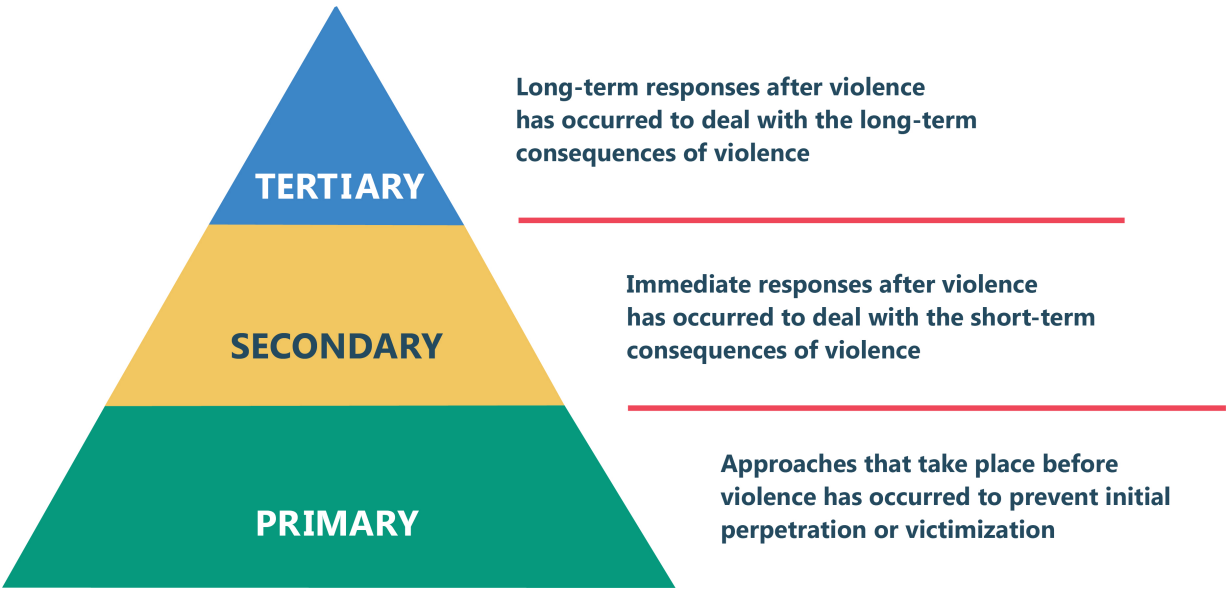 Long-term responses after violence
has occurred to deal with the long-term
consequences of violence
TERTIARY
Immediate responses after violence
has occurred to deal with the short-term
consequences of violence
SECONDARY
Approaches that take place before
violence has occurred to prevent initial
perpetration or victimization
PRIMARY